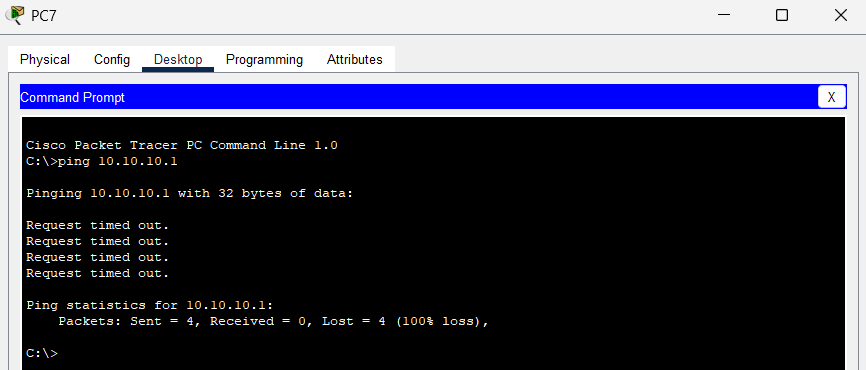 PC7
Physical Config Desktop Programming Attributes
Command Prompt
X
Cisco Packet Tracer PC Command Line 1.0
C:\>ping 10.10.10.1
Pinging 10.10.10.1 with 32 bytes of data:
Request timed out.
Request timed out.
Request timed out.
Request timed out.
Ping statistics for 10.10.10.1:
Packets: Sent = 4, Received = 0, Lost = 4 (100% loss),
C:\>